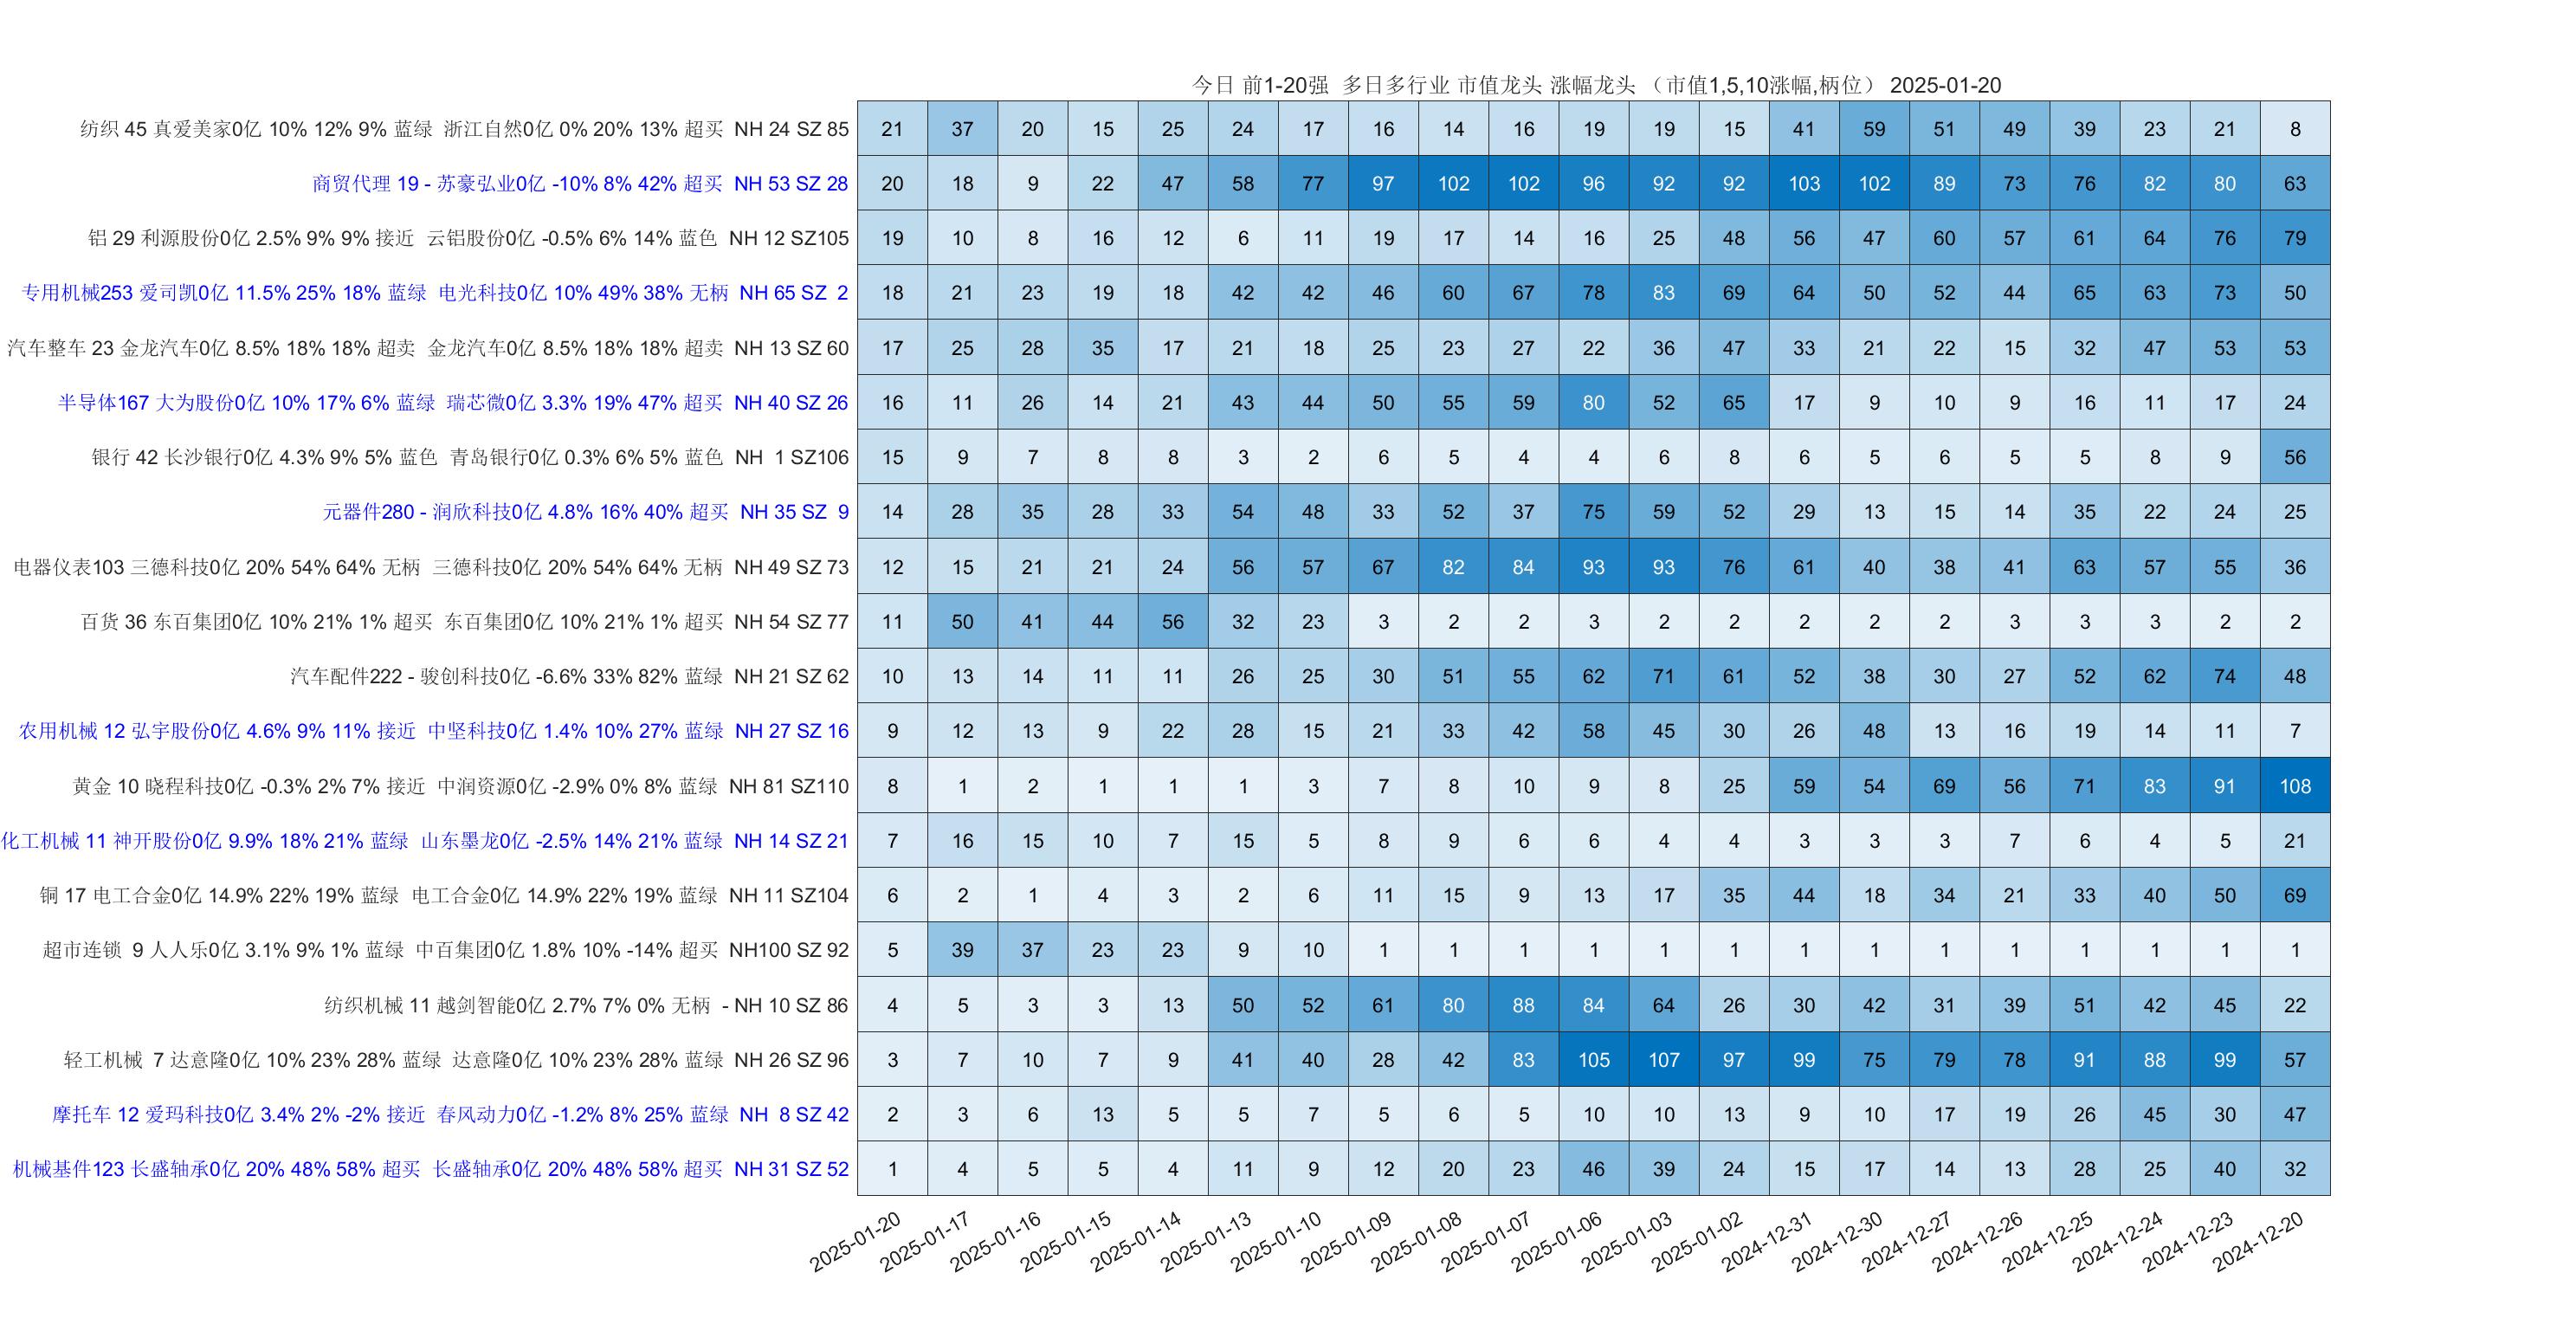 今日 前1-20强 多日多行业 市值龙头 涨幅龙头 （市值1,5,10涨幅,柄位） 2025-01-20
纺织 45 真爱美家0亿 10% 12% 9% 蓝绿 浙江自然0亿 0% 20% 13% 超买 NH 24 SZ 85 21 37 20 15 25 24 17 16 14 16 19 19 15 41 59 51 49 39 23 21 8
商贸代理 19 - 苏豪弘业0亿 -10% 8% 42% 超买 NH 53 SZ 28 20 18 9 22 47 58 77 97 102 102 96 92 92 103 102 89 73 76 82 80 63
铝 29 利源股份0亿 2.5% 9% 9% 接近 云铝股份0亿 -0.5% 6% 14% 蓝色 NH 12 SZ105 19 10 8 16 12 6 11 19 17 14 16 25 48 56 47 60 57 61 64 76 79
专用机械253 爱司凯0亿 11.5% 25% 18% 蓝绿 电光科技0亿 10% 49% 38% 无柄 NH 65 SZ 2 18 21 23 19 18 42 42 46 60 67 78 83 69 64 50 52 44 65 63 73 50
汽车整车 23 金龙汽车0亿 8.5% 18% 18% 超卖 金龙汽车0亿 8.5% 18% 18% 超卖 NH 13 SZ 60 17 25 28 35 17 21 18 25 23 27 22 36 47 33 21 22 15 32 47 53 53
半导体167 大为股份0亿 10% 17% 6% 蓝绿 瑞芯微0亿 3.3% 19% 47% 超买 NH 40 SZ 26 16 11 26 14 21 43 44 50 55 59 80 52 65 17 9 10 9 16 11 17 24
银行 42 长沙银行0亿 4.3% 9% 5% 蓝色 青岛银行0亿 0.3% 6% 5% 蓝色 NH 1 SZ106 15 9 7 8 8 3 2 6 5 4 4 6 8 6 5 6 5 5 8 9 56
元器件280 - 润欣科技0亿 4.8% 16% 40% 超买 NH 35 SZ 9 14 28 35 28 33 54 48 33 52 37 75 59 52 29 13 15 14 35 22 24 25
电器仪表103 三德科技0亿 20% 54% 64% 无柄 三德科技0亿 20% 54% 64% 无柄 NH 49 SZ 73 12 15 21 21 24 56 57 67 82 84 93 93 76 61 40 38 41 63 57 55 36
百货 36 东百集团0亿 10% 21% 1% 超买 东百集团0亿 10% 21% 1% 超买 NH 54 SZ 77 11 50 41 44 56 32 23 3 2 2 3 2 2 2 2 2 3 3 3 2 2
汽车配件222 - 骏创科技0亿 -6.6% 33% 82% 蓝绿 NH 21 SZ 62 10 13 14 11 11 26 25 30 51 55 62 71 61 52 38 30 27 52 62 74 48
农用机械 12 弘宇股份0亿 4.6% 9% 11% 接近 中坚科技0亿 1.4% 10% 27% 蓝绿 NH 27 SZ 16 9 12 13 9 22 28 15 21 33 42 58 45 30 26 48 13 16 19 14 11 7
黄金 10 晓程科技0亿 -0.3% 2% 7% 接近 中润资源0亿 -2.9% 0% 8% 蓝绿 NH 81 SZ110 8 1 2 1 1 1 3 7 8 10 9 8 25 59 54 69 56 71 83 91 108
化工机械 11 神开股份0亿 9.9% 18% 21% 蓝绿 山东墨龙0亿 -2.5% 14% 21% 蓝绿 NH 14 SZ 21 7 16 15 10 7 15 5 8 9 6 6 4 4 3 3 3 7 6 4 5 21
铜 17 电工合金0亿 14.9% 22% 19% 蓝绿 电工合金0亿 14.9% 22% 19% 蓝绿 NH 11 SZ104 6 2 1 4 3 2 6 11 15 9 13 17 35 44 18 34 21 33 40 50 69
超市连锁 9 人人乐0亿 3.1% 9% 1% 蓝绿 中百集团0亿 1.8% 10% -14% 超买 NH100 SZ 92 5 39 37 23 23 9 10 1 1 1 1 1 1 1 1 1 1 1 1 1 1
纺织机械 11 越剑智能0亿 2.7% 7% 0% 无柄 - NH 10 SZ 86 4 5 3 3 13 50 52 61 80 88 84 64 26 30 42 31 39 51 42 45 22
轻工机械 7 达意隆0亿 10% 23% 28% 蓝绿 达意隆0亿 10% 23% 28% 蓝绿 NH 26 SZ 96 3 7 10 7 9 41 40 28 42 83 105 107 97 99 75 79 78 91 88 99 57
摩托车 12 爱玛科技0亿 3.4% 2% -2% 接近 春风动力0亿 -1.2% 8% 25% 蓝绿 NH 8 SZ 42 2 3 6 13 5 5 7 5 6 5 10 10 13 9 10 17 19 26 45 30 47
机械基件123 长盛轴承0亿 20% 48% 58% 超买 长盛轴承0亿 20% 48% 58% 超买 NH 31 SZ 52 1 4 5 5 4 11 9 12 20 23 46 39 24 15 17 14 13 28 25 40 32
2025-01-20 2025-01-17 2025-01-16 2025-01-15 2025-01-14 2025-01-13 2025-01-10 2025-01-09 2025-01-08 2025-01-07 2025-01-06 2025-01-03 2025-01-02 2024-12-31 2024-12-30 2024-12-27 2024-12-26 2024-12-25 2024-12-24 2024-12-23 2024-12-20